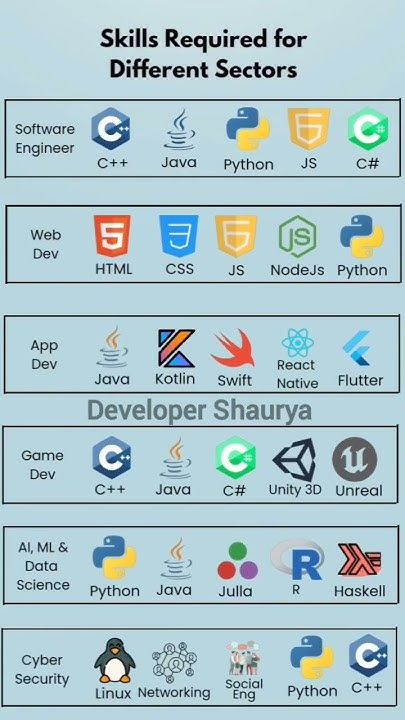 Skills Required for
Different Sectors
Software
Engineer
C++ Java Python JS C#
Web
Dev
HTML CSS JS NodeJs Python
App
Dev
Java Kotlin Swift React
Native Flutter
Developer Shaurya
Game
Dev
C++ Java C# Unity 3D Unreal
AI, ML &
Data
Science
Python Java Julla R Haskell
Cyber
Security
Linux Networking Social
Eng Python C++